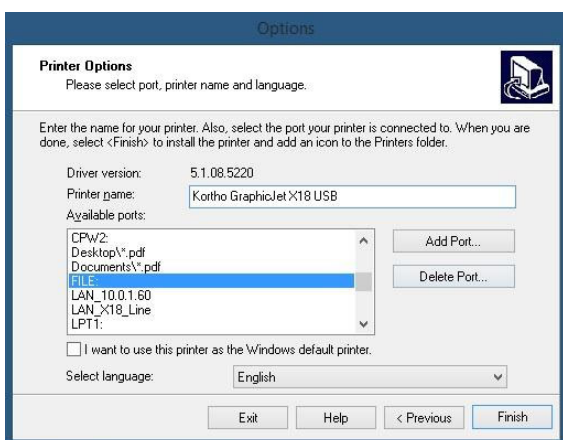 Options
Printer Options
Please select port, printer name and language.
Enter the name for your printer. Also, select the port your printer is connected to. When you are
done, select <Finish> to install the printer and add an icon to the Printers folder.
Driver version: 5.1.08.5220
Printer name: Kortho GraphicJet X18 USB
Available ports:
CPW2:
Desktop\*.pdf
Documents\*.pdf
FILE:
LAN_10.0.1.60
LAN_X18_Line
LPT1:
Add Port...
Delete Port...
I want to use this printer as the Windows default printer.
Select language: English
Exit Help < Previous Finish